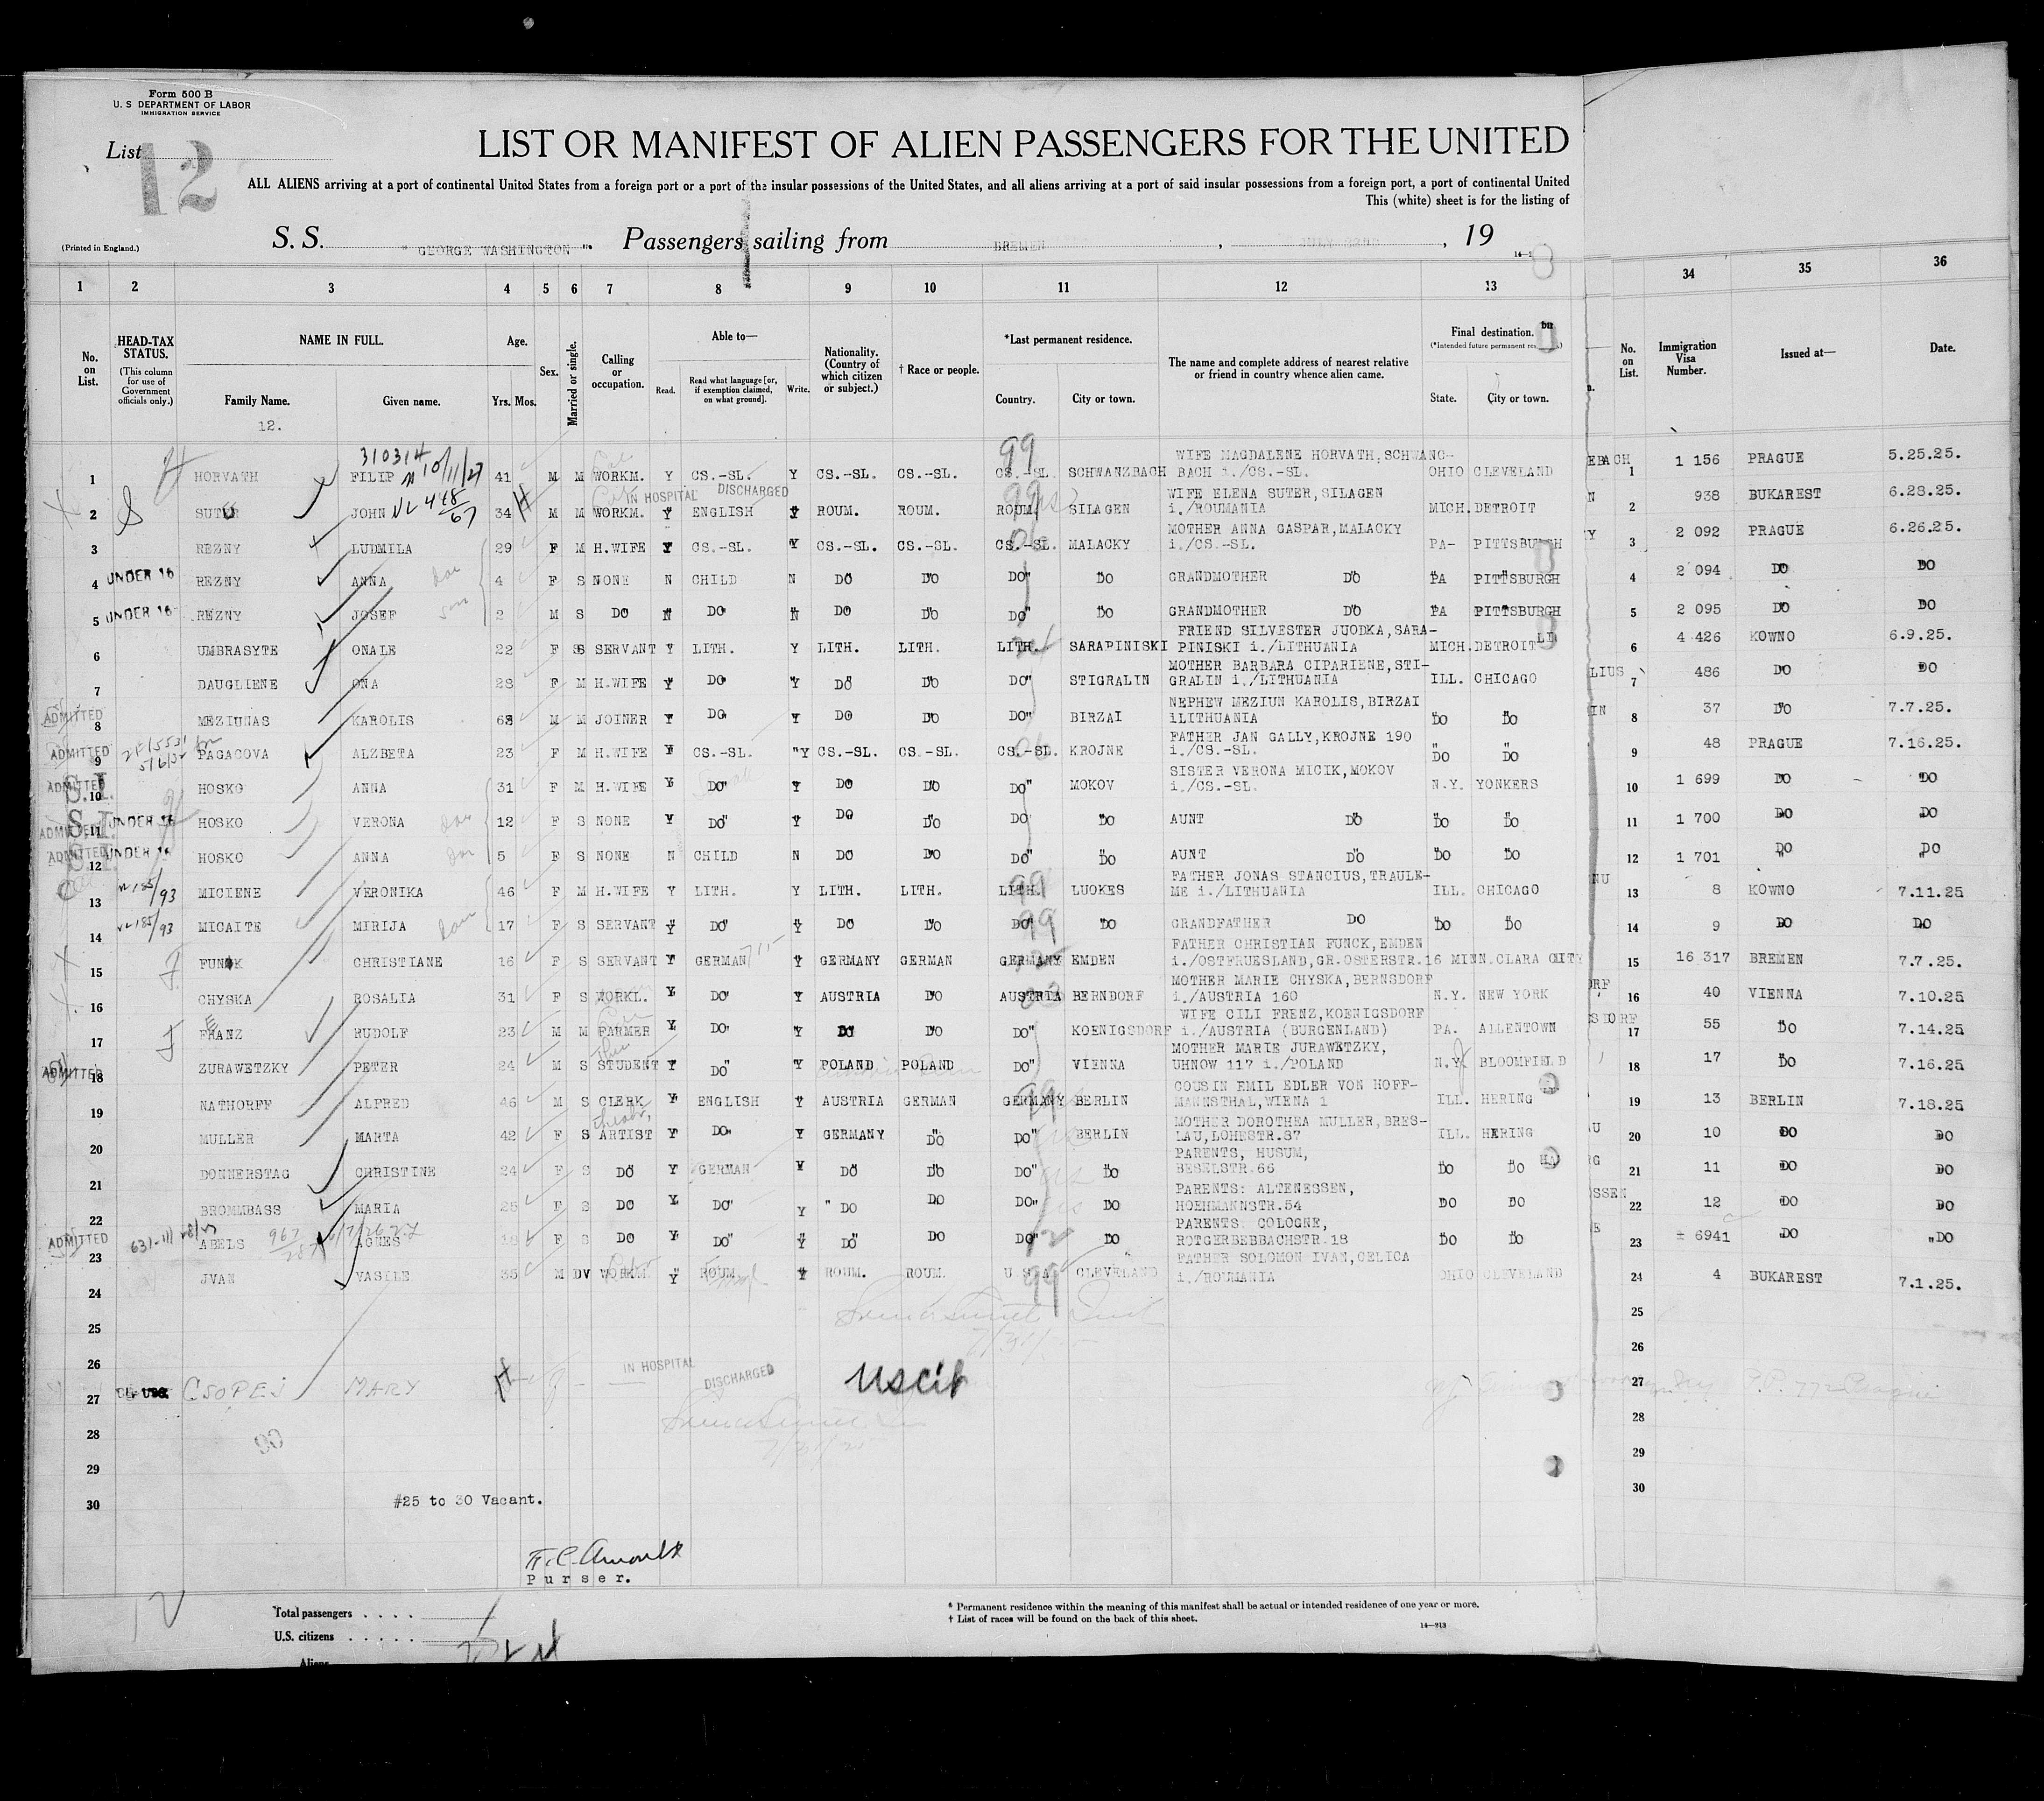 Form 500 B
U. S DEPARTMENT OF LABOR
IMMIGRATION SERVICE
List 12
LIST OR MANIFEST OF ALIEN PASSENGERS FOR THE UNITED
ALL ALIENS arriving at a port of continental United States from a foreign port or a port of the insular possessions of the United States, and all aliens arriving at a port of said insular possessions from a foreign port, a port of continental United
This (white) sheet is for the listing of
(Printed in England.)
S. S. "GEORGE WASHINGTON". Passengers sailing from BREMEN, JULY, 19
1 2 3 4 5 6 7 8 9 10 11 12 13 34 35 36
No. on List.
HEAD-TAX STATUS.
(This column for use of Government officials only.)
NAME IN FULL.
Family Name. Given name.
12.
Age.
Yrs. Mos.
Sex.
Married or single.
Calling or occupation.
Able to—
Read. Read what language [or, if exemption claimed, on what ground]. Write.
Nationality. (Country of which citizen or subject.)
† Race or people.
*Last permanent residence.
Country. City or town.
The name and complete address of nearest relative or friend in country whence alien came.
Final destination.
State. City or town.
No. on List.
Immigration Visa Number.
Issued at—
Date.
310314
10/11/27
1 HORVATH FILIP 41 M M WORKM. Y CS.-SL. Y CS.-SL. CS.-SL. CS.-SL. SCHWANZBACH WIFE MAGDALENE HORVATH, SCHWANC-BACH i./CS.-SL. OHIO CLEVELAND 1 1 156 PRAGUE 5.25.25.
IN HOSPITAL DISCHARGED
2 SUTER JOHN 34 M M WORKM. Y ENGLISH Y ROUM. ROUM. ROUM. SILAGEN WIFE ELENA SUTER, SILAGEN i./ROUMANIA MICH. DETROIT 2 938 BUKAREST 6.23.25.
3 REZNY LUDMILA 29 F M H.WIFE Y CS.-SL. Y CS.-SL. CS.-SL. CS.-SL. MALACKY MOTHER ANNA GASPAR, MALACKY i./CS.-SL. PA- PITTSBURGH 3 2 092 PRAGUE 6.26.25.
4 UNDER 16 REZNY ANNA 4 F S NONE N CHILD N DO DO DO" DO GRANDMOTHER DO PA PITTSBURGH 4 2 094 DO DO
5 UNDER 16 REZNY JOSEF 2 M S DO N DO N DO DO DO" DO GRANDMOTHER DO PA PITTSBURGH 5 2 095 DO DO
6 UMBRASYTE ONALE 22 F S SERVANT Y LITH. Y LITH. LITH. LITH. SARAPINISKI FRIEND SILVESTER JUODKA, SARA-PINISKI i./LITHUANIA MICH. DETROIT 6 4 426 KOWNO 6.9.25.
7 DAUGLIENE ONA 28 F M H.WIFE Y DO Y DO DO DO" STIGRALIN MOTHER BARBARA CIPARIENE, STI-GRALIN i./LITHUANIA ILL. CHICAGO 7 486 DO DO
8 ADMITTED MEZIUNAS KAROLIS 68 M M JOINER Y DO Y DO DO DO" BIRZAI NEPHEW MEZIUN KAROLIS, BIRZAI iLITHUANIA DO DO 8 37 DO 7.7.25.
9 ADMITTED PAGACOVA ALZBETA 23 F M H.WIFE Y CS.-SL. "Y CS.-SL. CS.-SL. CS.-SL. KROJNE FATHER JAN GALLY, KROJNE 190 i./CS.-SL. DO DO 9 48 PRAGUE 7.16.25.
10 ADMITTED S.I. HOSKO ANNA 31 F M H.WIFE Y DO" Y DO DO DO" MOKOV SISTER VERONA MICIK, MOKOV i./CS.-SL. N.Y. YONKERS 10 1 699 DO DO
11 ADMITTED S.I. UNDER 16 HOSKO VERONA 12 F S NONE Y DO" Y DO DO DO DO AUNT DO DO DO 11 1 700 DO DO
12 ADMITTED S.I. UNDER 16 HOSKO ANNA 5 F S NONE N CHILD N DO DO DO" DO AUNT DO DO DO 12 1 701 DO DO
13 MICIENE VERONIKA 46 F M H.WIFE Y LITH. Y LITH. LITH. LITH. LUOKES FATHER JONAS STANCIUS, TRAULE-ME i./LITHUANIA ILL. CHICAGO 13 8 KOWNO 7.11.25
14 MICAITE MIRIJA 17 F S SERVANT Y DO" Y DO DO DO" DO GRANDFATHER DO DO DO 14 9 DO DO
15 FUNCK CHRISTIANE 16 F S SERVANT Y GERMAN Y GERMANY GERMAN GERMANY EMDEN FATHER CHRISTIAN FUNCK, EMDEN i./OSTFRUESLAND, GR.OSTERSTR.16 MINN. CLARA CITY 15 16 317 BREMEN 7.7.25.
16 CHYSKA ROSALIA 31 F S WORKL. Y DO" Y AUSTRIA DO AUSTRIA BERNDORF MOTHER MARIE CHYSKA, BERNSDORF i./AUSTRIA 160 N.Y. NEW YORK 16 40 VIENNA 7.10.25
17 FRANZ RUDOLF 23 M M FARMER Y DO" Y DO DO DO" KOENIGSDORF WIFE CILI FRENZ, KOENIGSDORF i./AUSTRIA (BURGENLAND) PA. ALLENTOWN 17 55 DO 7.14.25
18 ADMITTED ZURAWETZKY PETER 24 M S STUDENT Y DO" Y POLAND POLAND DO" VIENNA MOTHER MARIE JURAWETZKY, UHNOW 117 i./POLAND N.Y. BLOOMFIELD 18 17 DO 7.16.25
19 NATHORFF ALFRED 46 M S CLERK Y ENGLISH Y AUSTRIA GERMAN GERMANY BERLIN COUSIN EMIL EDLER VON HOFF-MANNSTHAL, WIENA 1 ILL. HERING 19 13 BERLIN 7.18.25
20 MULLER MARTA 42 F S ARTIST Y DO Y GERMANY DO DO" BERLIN MOTHER DOROTHEA MULLER, BRES-LAU, LOHESTR.87 ILL. HERING 20 10 DO DO
21 DONNERSTAG CHRISTINE 24 F S DO Y GERMAN Y DO DO DO" DO PARENTS, HUSUM, BESELSTR.66 DO DO 21 11 DO DO
22 BROMMBASS MARIA 25 F S DO Y DO" Y DO DO DO" DO PARENTS: ALTENESSEN, HOEHMANNSTR.54 DO DO 22 12 DO DO
23 ADMITTED ABELS AGNES F S DO Y DO" Y DO DO DO" DO PARENTS: COLOGNE, ROTGERBEBBACHSTR.18 DO DO 23 6941 DO DO
24 JVAN VASILE 35 M DV WORKM. Y ROUM. Y ROUM. ROUM. U.S.A. CLEVELAND FATHER SOLOMON IVAN, CELICA i./ROUMANIA OHIO CLEVELAND 24 4 BUKAREST 7.1.25.
25 25
26 26
IN HOSPITAL DISCHARGED
27 CSOPEJ MARY uscit 27
28 28
29 29
30 #25 to 30 Vacant. 30
Purser.
Total passengers . . . .
U.S. citizens . . . . .
Aliens
* Permanent residence within the meaning of this manifest shall be actual or intended residence of one year or more.
† List of races will be found on the back of this sheet.
14—213